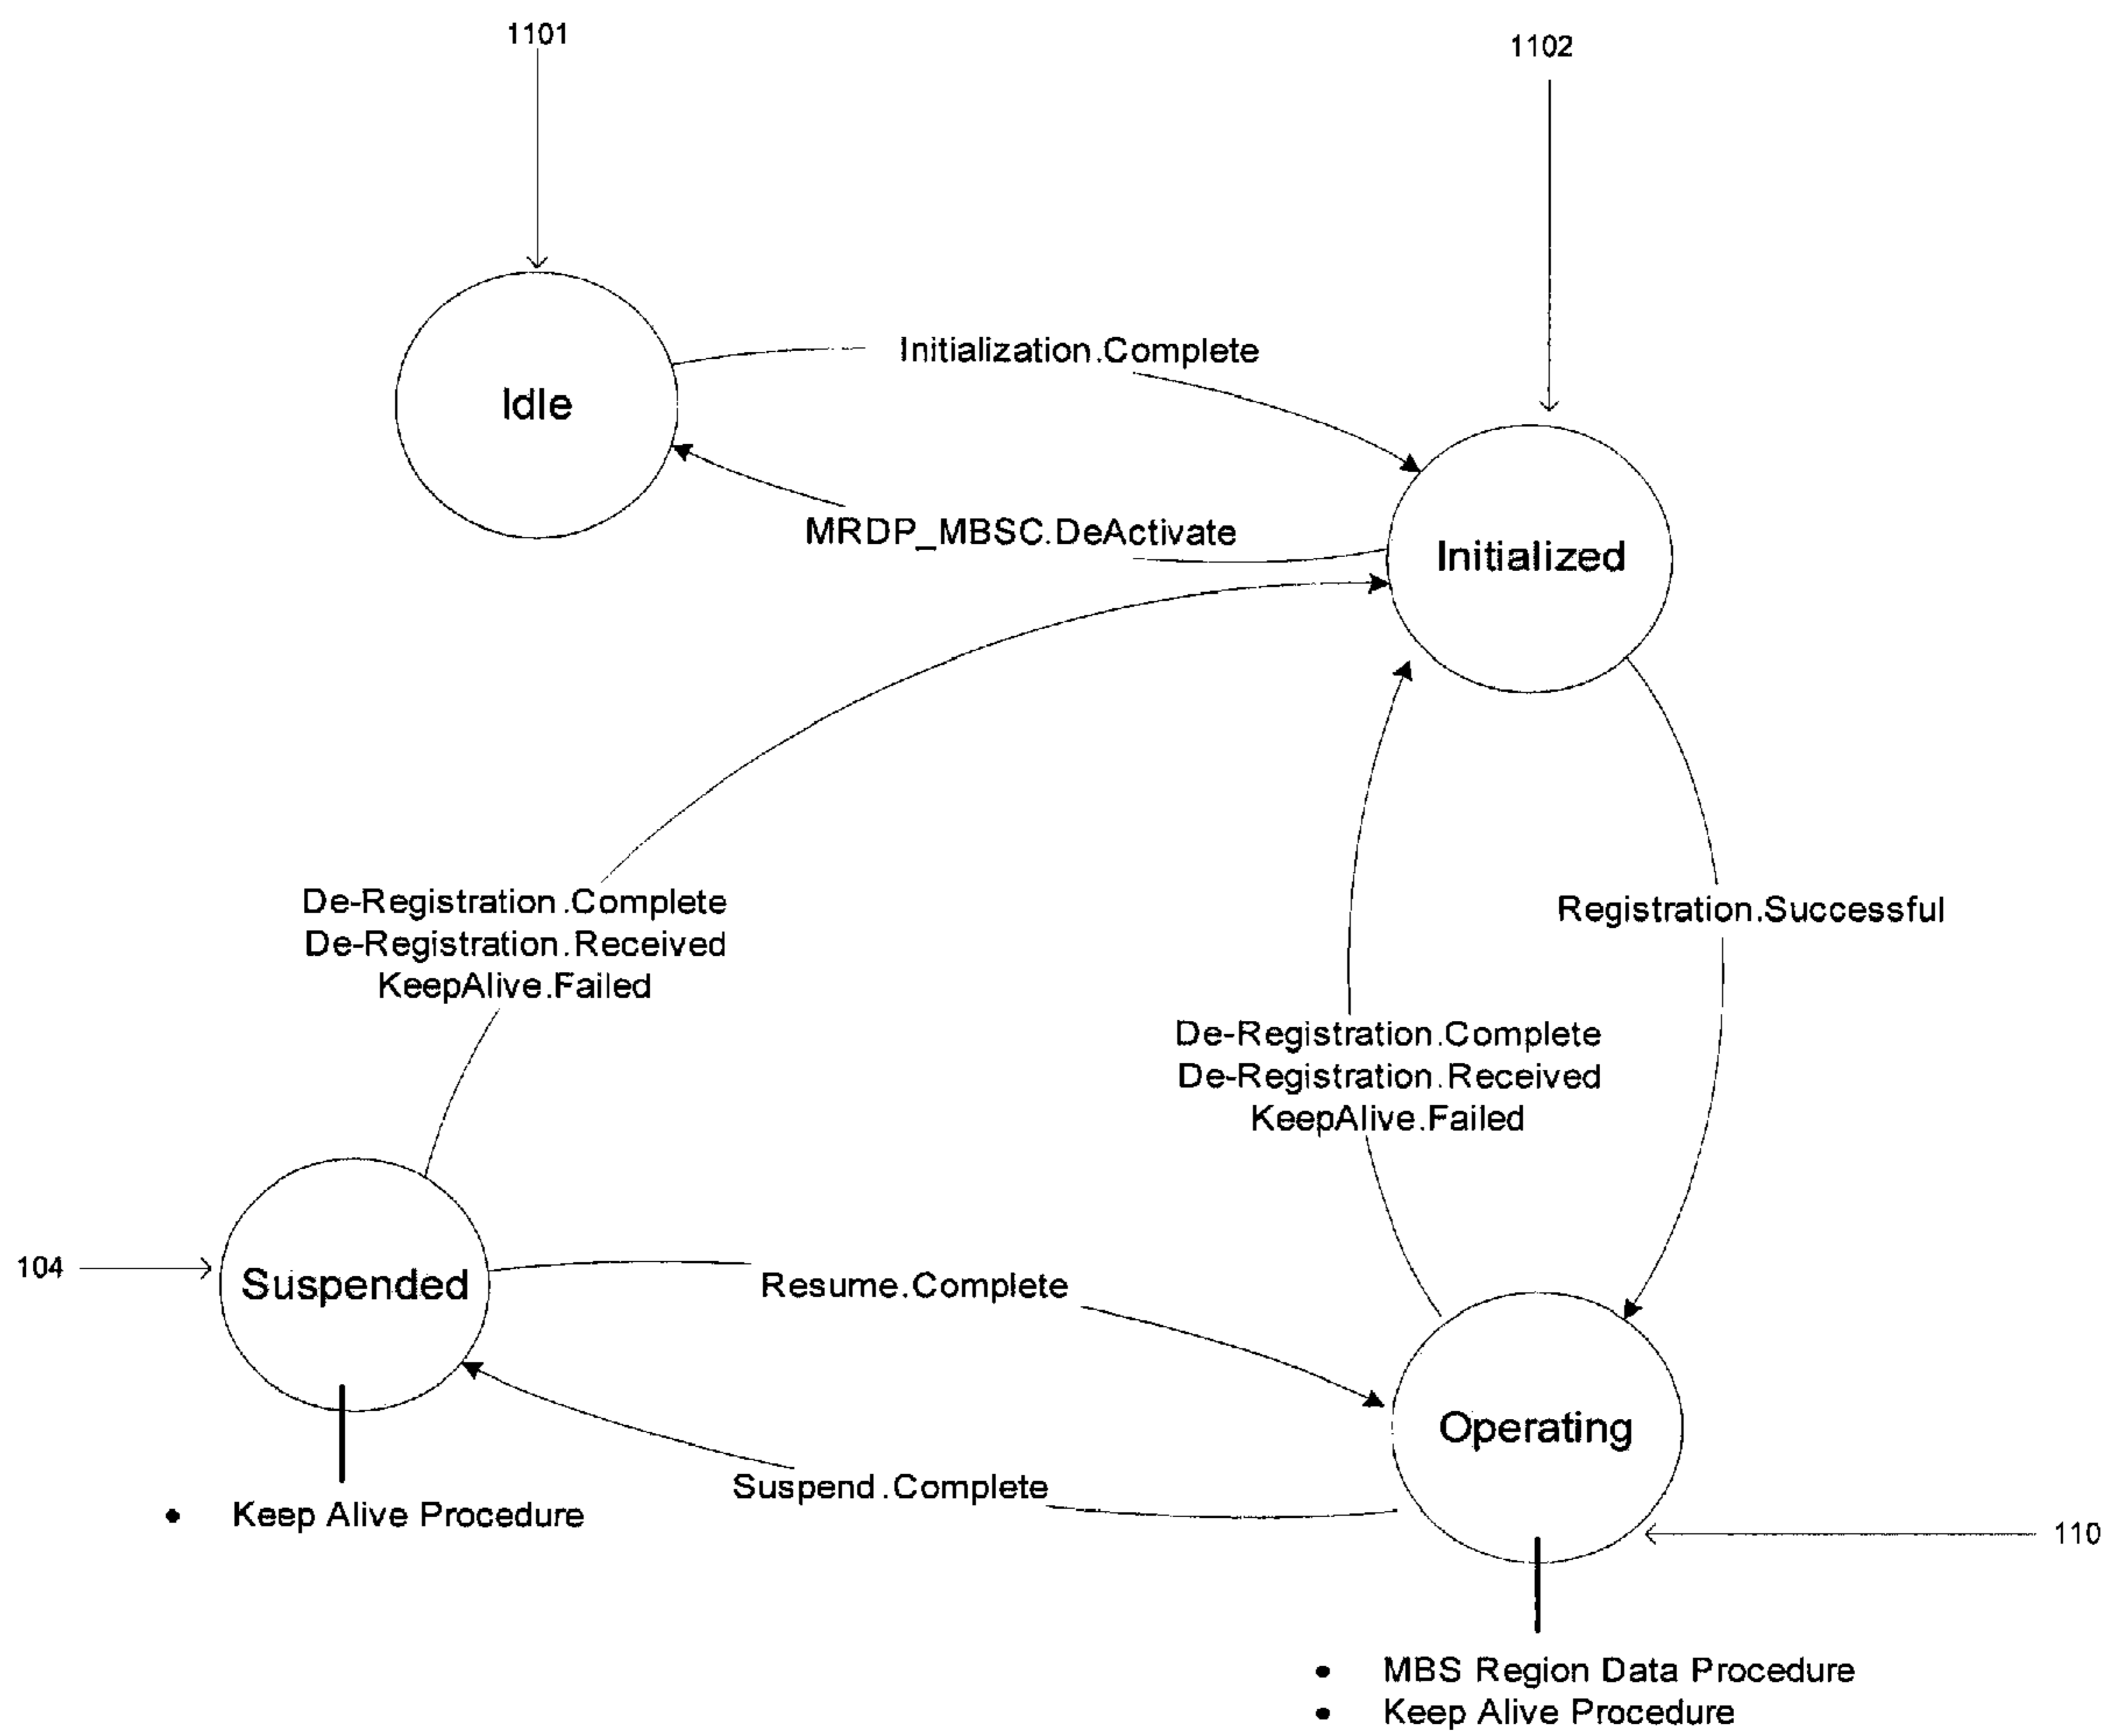 1101
1102
Initialization.Complete
Idle
MRDP_MBSC.DeActivate
Initialized
De-Registration.Complete
De-Registration.Received
KeepAlive.Failed
Registration.Successful
De-Registration.Complete
De-Registration.Received
KeepAlive.Failed
104
Suspended
Resume.Complete
Operating
Suspend.Complete
• Keep Alive Procedure
110
• MBS Region Data Procedure
• Keep Alive Procedure